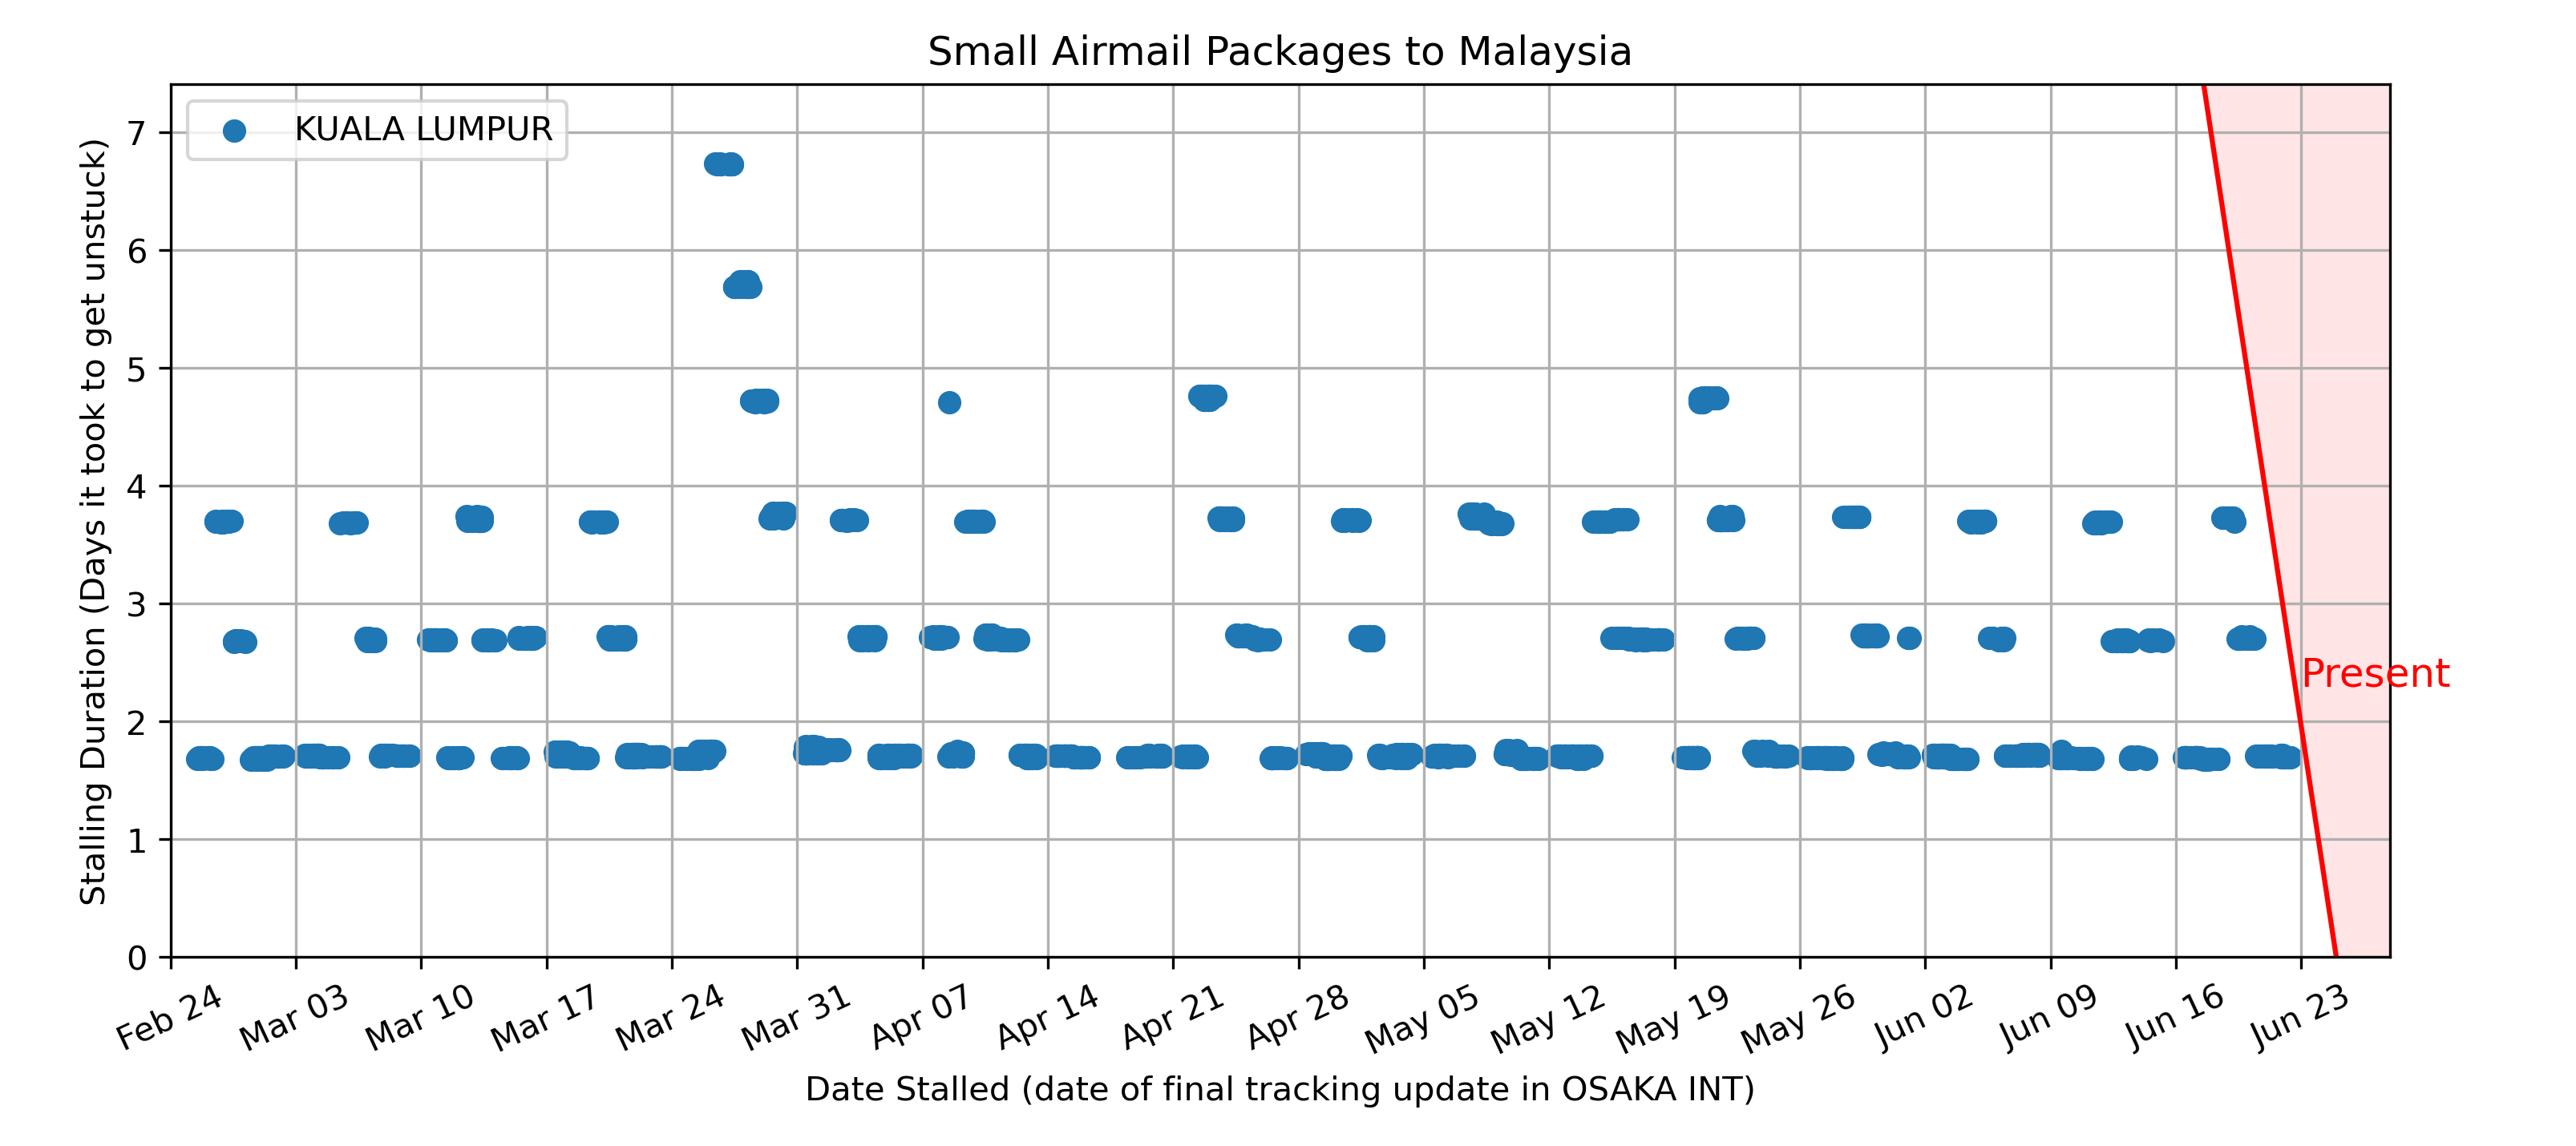 Small Airmail Packages to Malaysia
KUALA LUMPUR
Stalling Duration (Days it took to get unstuck)
7
6
5
4
3
2
1
0
Present
Feb 24
Mar 03
Mar 10
Mar 17
Mar 24
Mar 31
Apr 07
Apr 14
Apr 21
Apr 28
May 05
May 12
May 19
May 26
Jun 02
Jun 09
Jun 16
Jun 23
Date Stalled (date of final tracking update in OSAKA INT)